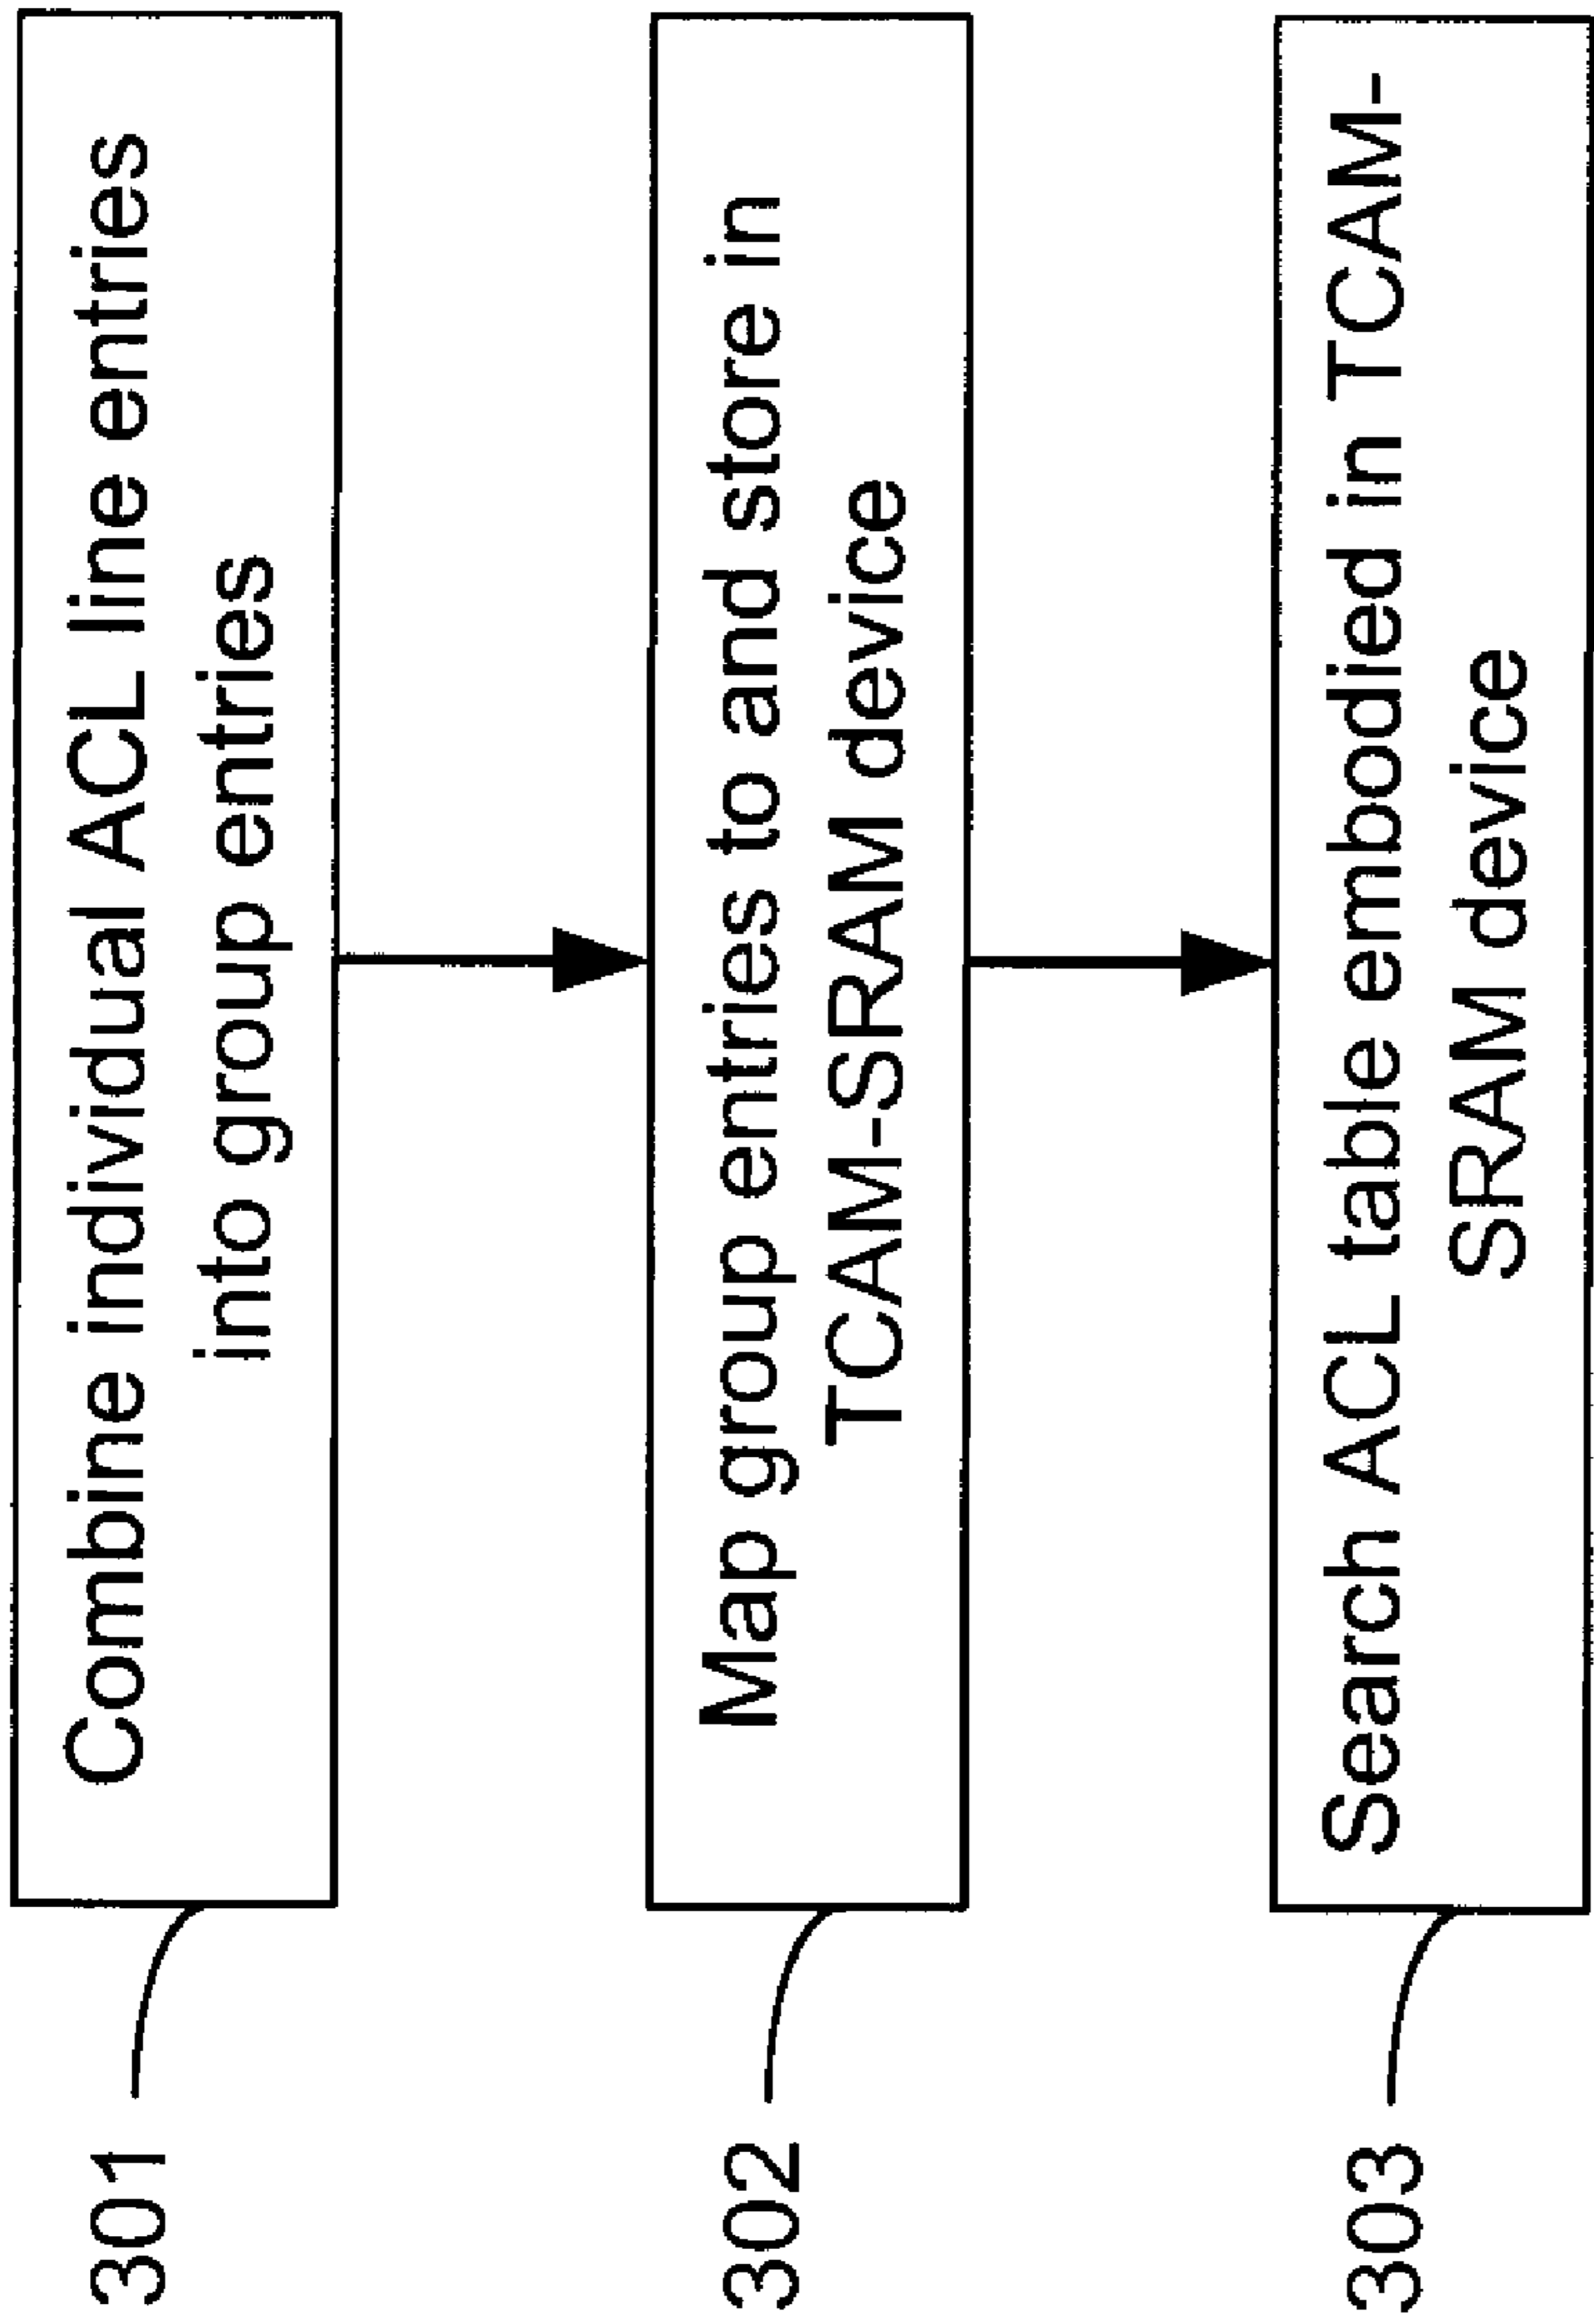 301
Combine individual ACL line entries
into group entries
302
Map group entries to and store in
TCAM-SRAM device
303
Search ACL table embodied in TCAM-
SRAM device